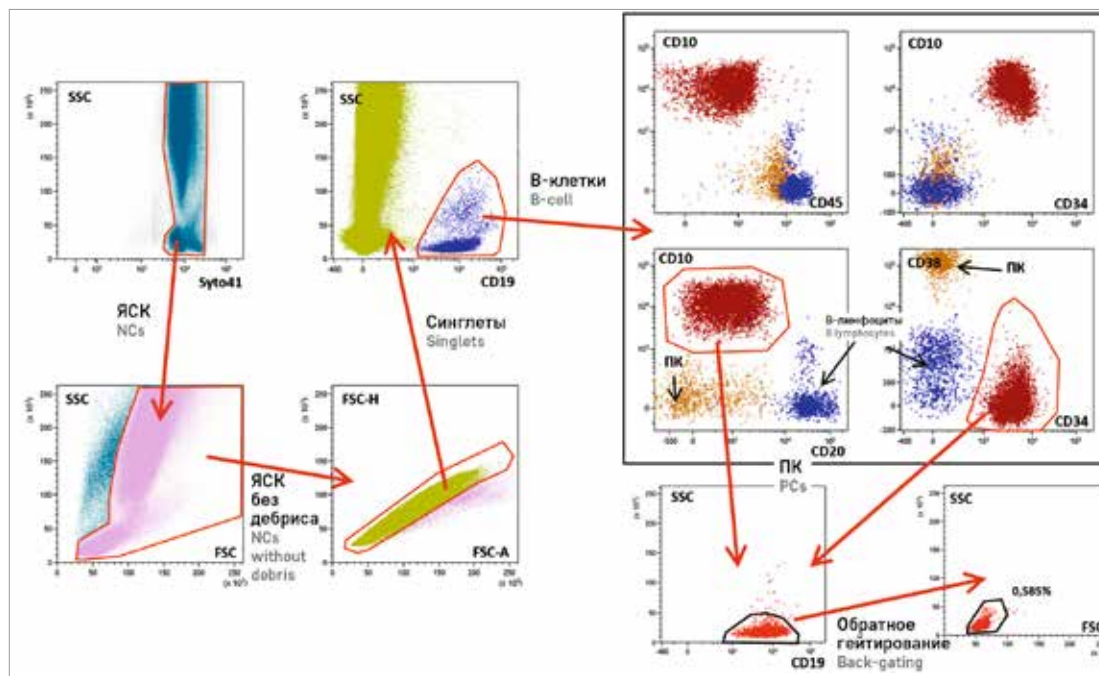 SSC
Syto41
ЯСК
NCs
SSC
CD19
Синглеты
Singlets
В-клетки
B-cell
SSC
FSC
ЯСК
без
дебриса
NCs
without
debris
FSC-H
FSC-A
CD10
CD45
CD10
CD34
CD10
ПК
CD20
В-лимфоциты
B lymphocytes
CD38
ПК
CD34
ПК
PCs
SSC
CD19
Обратное
гейтирование
Back-gating
SSC
0,585%
FSC